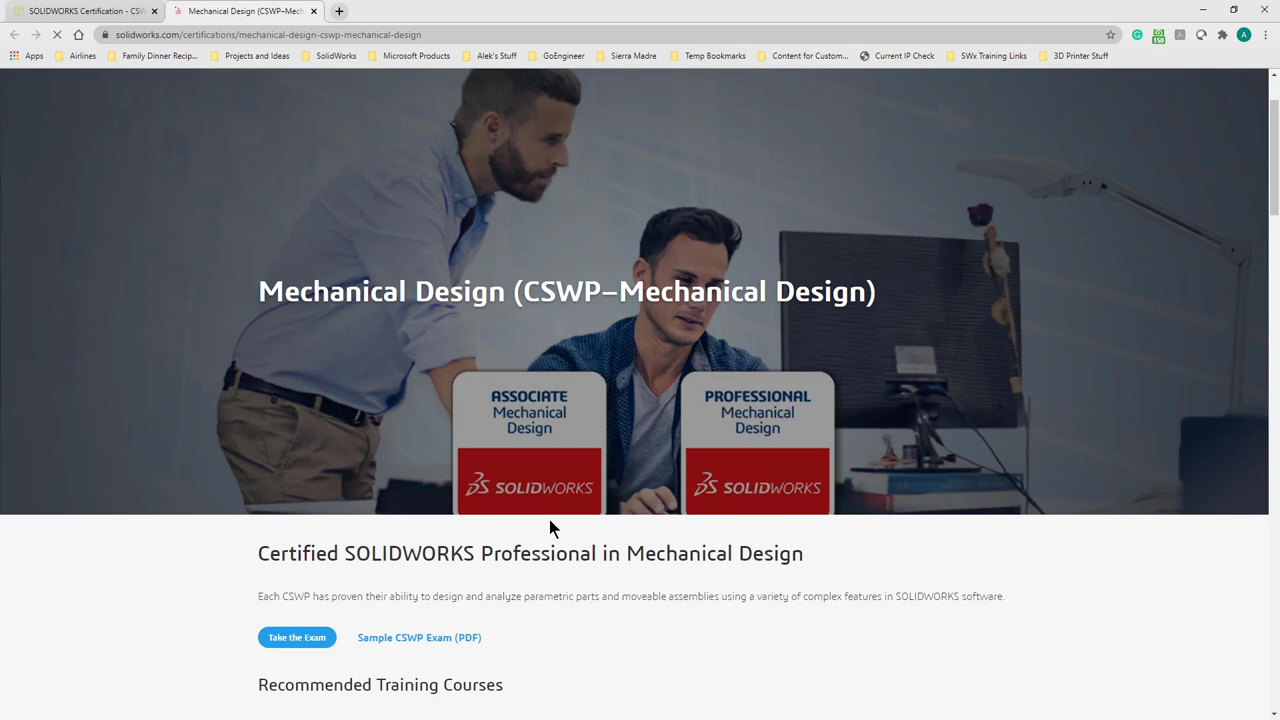 SOLIDWORKS Certification - CSW
Mechanical Design (CSWP–Mech
solidworks.com/certifications/mechanical-design-cswp-mechanical-design
Apps Airlines Family Dinner Recip... Projects and Ideas SolidWorks Microsoft Products Alek's Stuff GoEngineer Sierra Madre Temp Bookmarks Content for Custom... Current IP Check SWx Training Links 3D Printer Stuff
Mechanical Design (CSWP–Mechanical Design)
ASSOCIATE
Mechanical
Design
SOLIDWORKS
PROFESSIONAL
Mechanical
Design
SOLIDWORKS
Certified SOLIDWORKS Professional in Mechanical Design
Each CSWP has proven their ability to design and analyze parametric parts and moveable assemblies using a variety of complex features in SOLIDWORKS software.
Take the Exam Sample CSWP Exam (PDF)
Recommended Training Courses